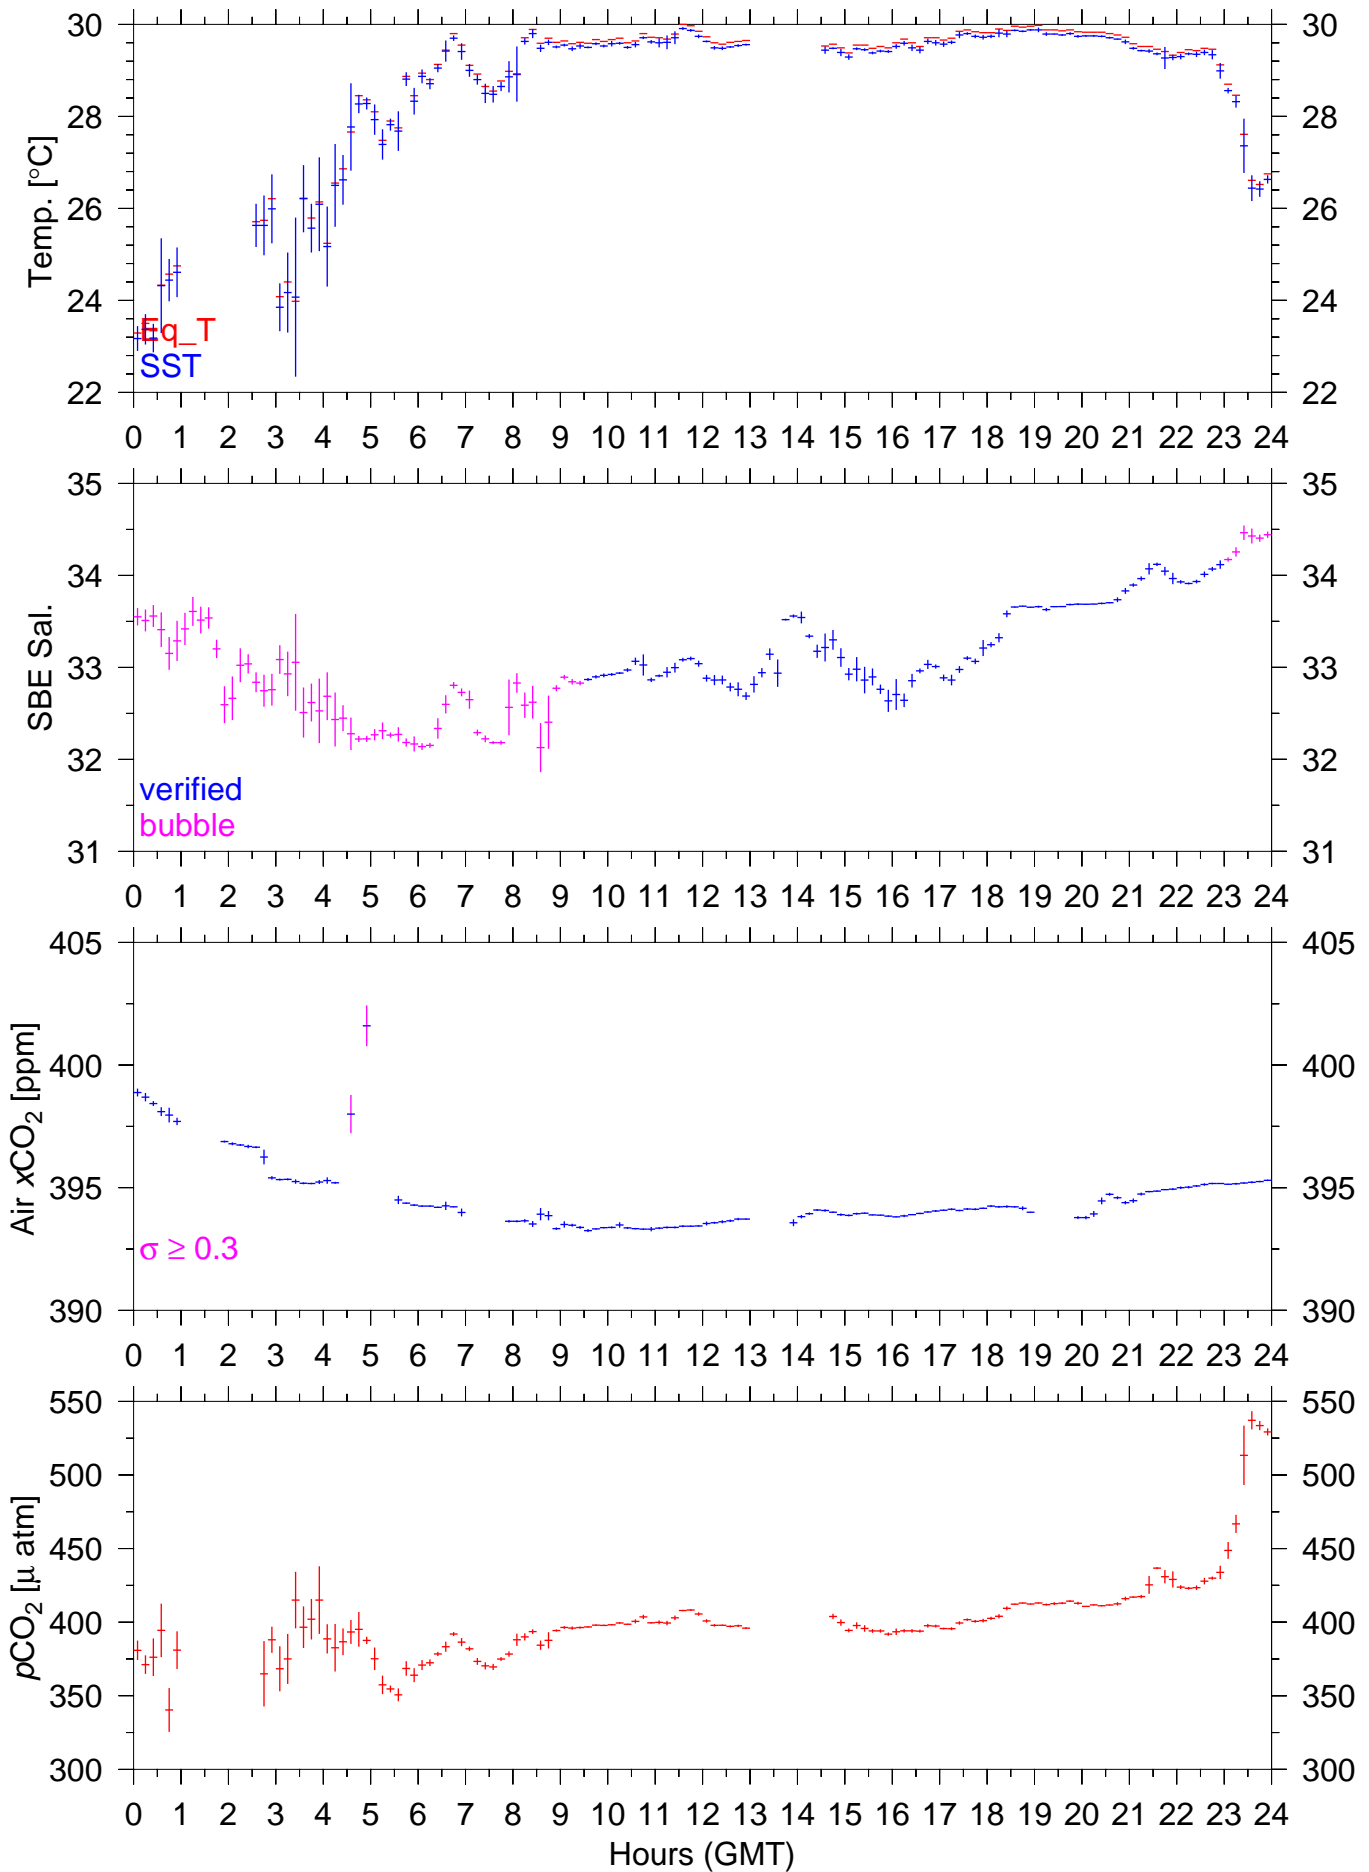 30 30
28 28
26 26
24 24
22 22
Temp. [°C]
Eq_T
SST
0 1 2 3 4 5 6 7 8 9 10 11 12 13 14 15 16 17 18 19 20 21 22 23 24
35 35
34 34
33 33
32 32
31 31
SBE Sal.
verified
bubble
0 1 2 3 4 5 6 7 8 9 10 11 12 13 14 15 16 17 18 19 20 21 22 23 24
405 405
400 400
395 395
390 390
Air xCO₂ [ppm]
σ ≥ 0.3
0 1 2 3 4 5 6 7 8 9 10 11 12 13 14 15 16 17 18 19 20 21 22 23 24
550 550
500 500
450 450
400 400
350 350
300 300
pCO₂ [μ atm]
0 1 2 3 4 5 6 7 8 9 10 11 12 13 14 15 16 17 18 19 20 21 22 23 24
Hours (GMT)